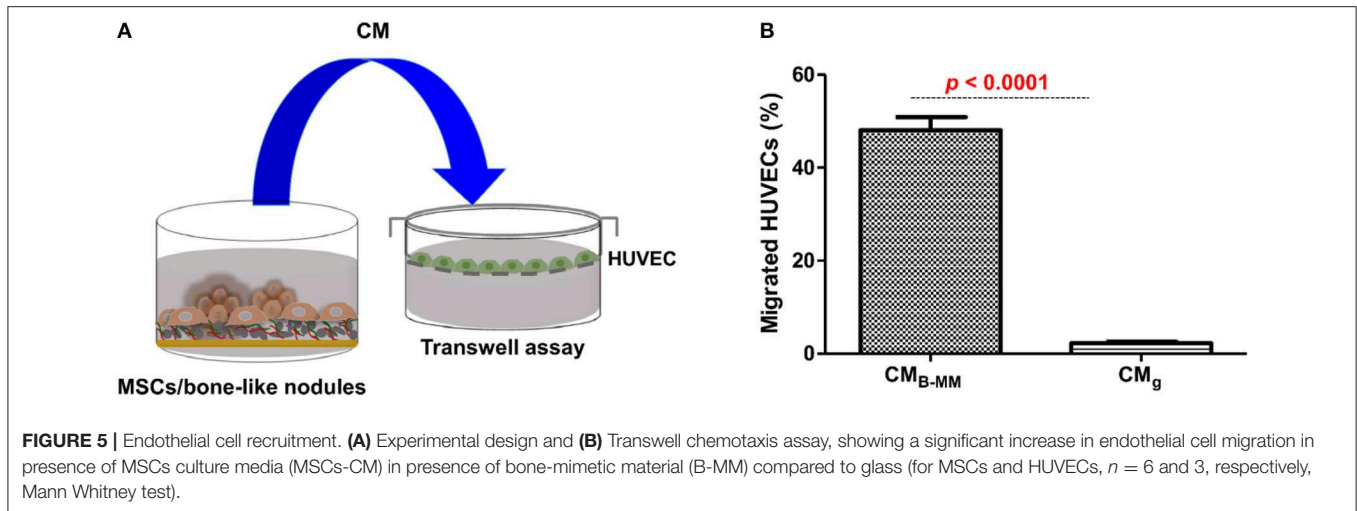 A
CM
HUVEC
Transwell assay
MSCs/bone-like nodules
B
Migrated HUVECs (%)
60
40
20
0
p < 0.0001
CM_B-MM
CM_g
FIGURE 5 | Endothelial cell recruitment. (A) Experimental design and (B) Transwell chemotaxis assay, showing a significant increase in endothelial cell migration in
presence of MSCs culture media (MSCs-CM) in presence of bone-mimetic material (B-MM) compared to glass (for MSCs and HUVECs, n = 6 and 3, respectively,
Mann Whitney test).